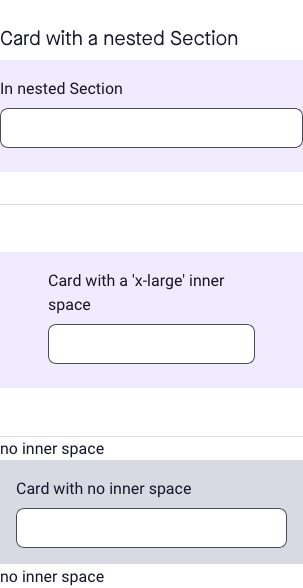 Card with a nested Section
In nested Section
Card with a 'x-large' inner
space
no inner space
Card with no inner space
no inner space